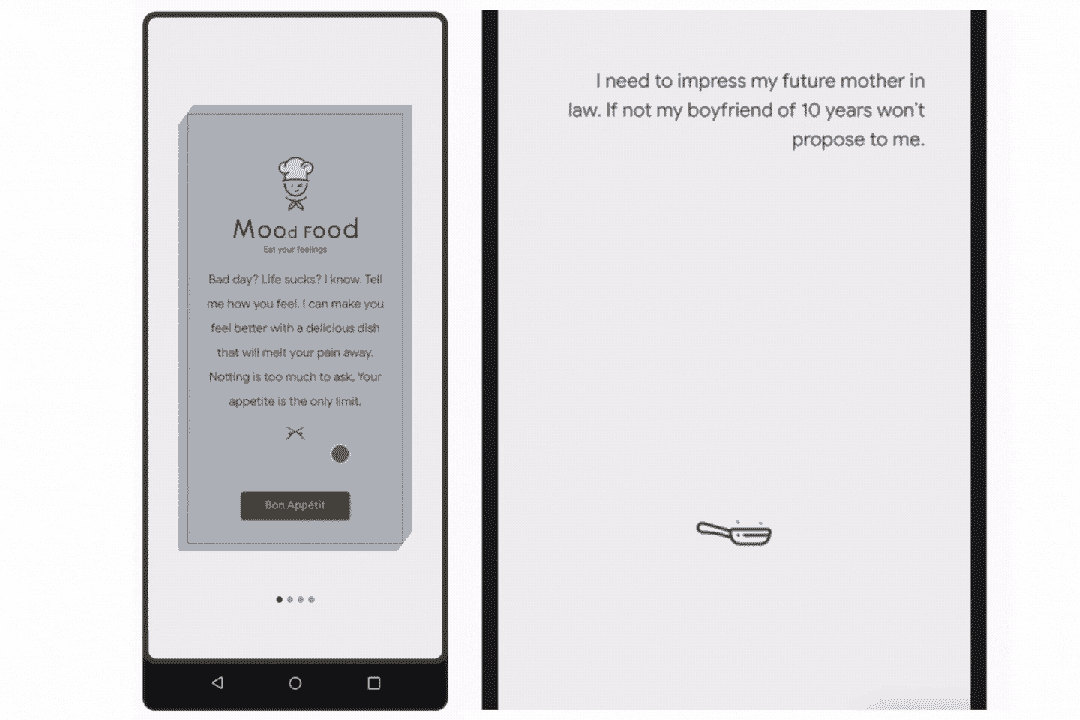 Mood Food
Eat your feelings
Bad day? Life sucks? I know. Tell
me how you feel. I can make you
feel better with a delicious dish
that will melt your pain away.
Notting is too much to ask. Your
appetite is the only limit.
Bon Appétit
I need to impress my future mother in
law. If not my boyfriend of 10 years won't
propose to me.